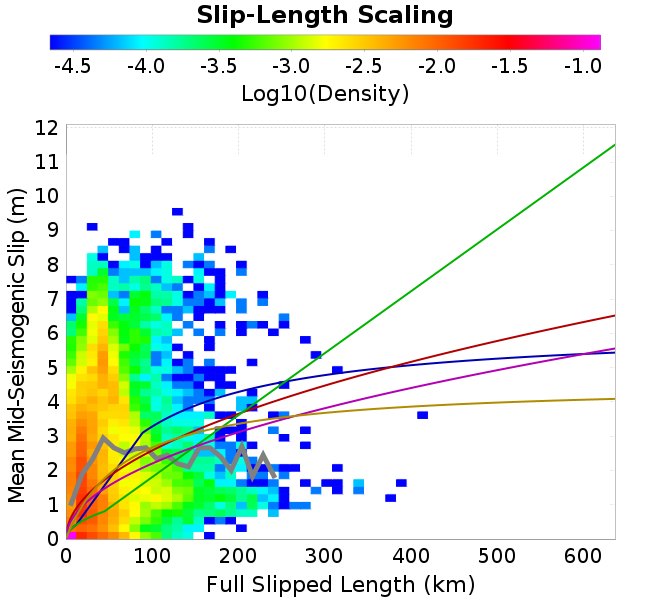 Slip-Length Scaling
-4.5 -4.0 -3.5 -3.0 -2.5 -2.0 -1.5 -1.0
Log10(Density)
12
11
10
9
8
7
6
5
4
3
2
1
0
Mean Mid-Seismogenic Slip (m)
0 100 200 300 400 500 600
Full Slipped Length (km)